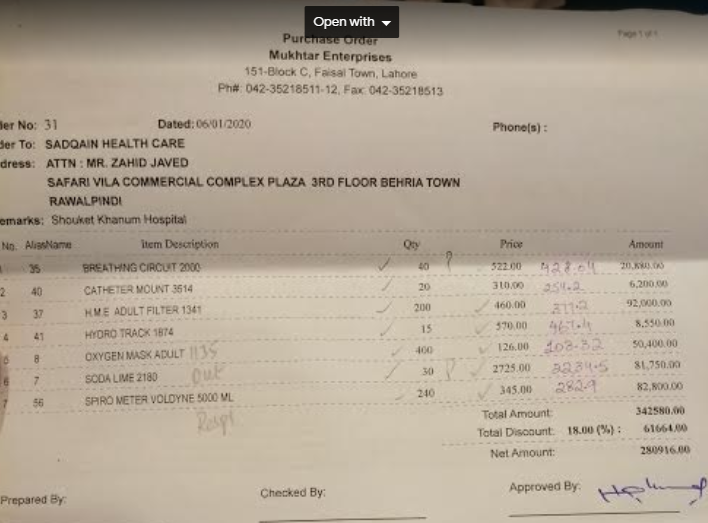 Open with
Page 1 of 1
Purchase Order
Mukhtar Enterprises
151-Block C, Faisal Town, Lahore
Ph#: 042-35218511-12, Fax: 042-35218513
der No: 31 Dated: 06/01/2020 Phone(s) :
der To: SADQAIN HEALTH CARE
dress: ATTN : MR. ZAHID JAVED
SAFARI VILA COMMERCIAL COMPLEX PLAZA 3RD FLOOR BEHRIA TOWN
RAWALPINDI
emarks: Shouket Khanum Hospital
No. AliasName Item Description Qty Price Amount
1 35 BREATHING CIRCUIT 2000 40 522.00 428.04 20,880.00
2 40 CATHETER MOUNT 3514 20 310.00 254.2 6,200.00
3 37 H.M.E ADULT FILTER 1341 200 460.00 377.2 92,000.00
4 41 HYDRO TRACK 1874 15 570.00 467.4 8,550.00
5 8 OXYGEN MASK ADULT 1135 400 126.00 103.32 50,400.00
6 7 SODA LIME 2180 Out 30 2725.00 2234.5 81,750.00
7 56 SPIRO METER VOLDYNE 5000 ML 240 345.00 282.9 82,800.00
Total Amount: 342580.00
Total Discount: 18.00 (%) : 61664.00
Net Amount: 280916.00
Prepared By: Checked By: Approved By: